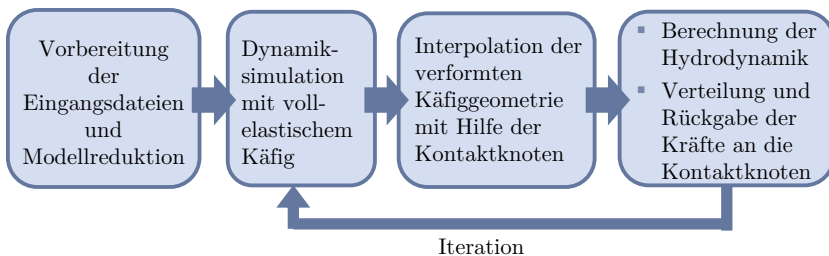 Vorbereitung
der
Eingangsdateien
und
Modellreduktion
Dynamik-
simulation
mit voll-
elastischem
Käfig
Interpolation der
verformten
Käfiggeometrie
mit Hilfe der
Kontaktknoten
▪ Berechnung der
Hydrodynamik
▪ Verteilung und
Rückgabe der
Kräfte an die
Kontaktknoten
Iteration